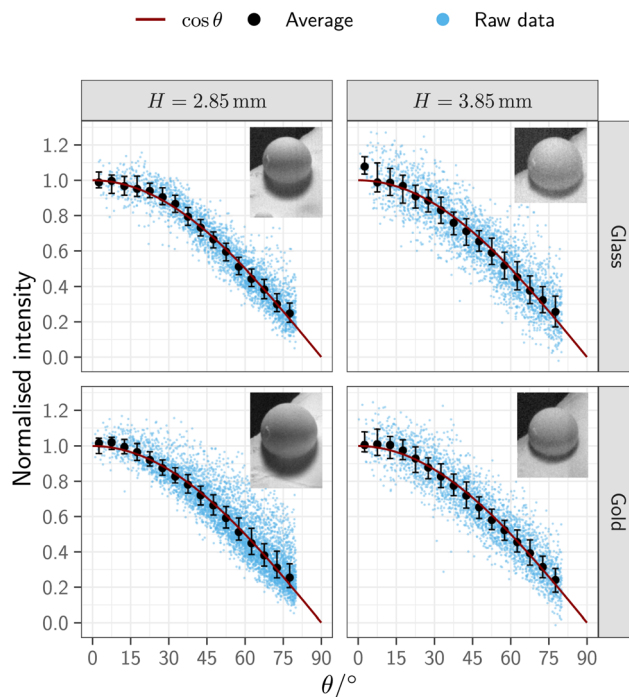 cos θ Average Raw data
H = 2.85 mm H = 3.85 mm
1.2
1.0
0.8
0.6
0.4
0.2
0.0
Glass
1.2
1.0
0.8
0.6
0.4
0.2
0.0
Gold
Normalised intensity
0 15 30 45 60 75 90 0 15 30 45 60 75 90
θ/°